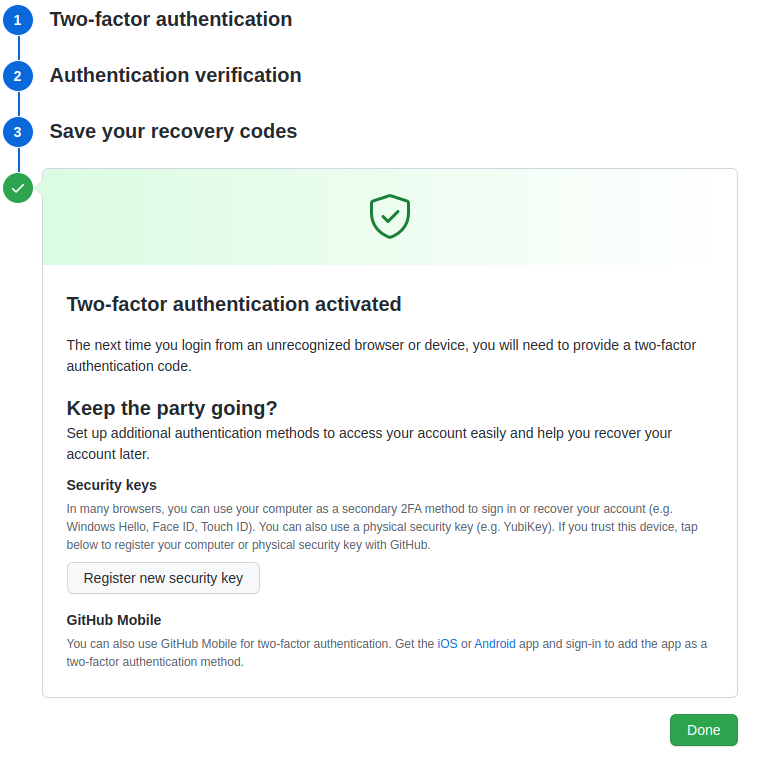 1 Two-factor authentication
2 Authentication verification
3 Save your recovery codes
Two-factor authentication activated
The next time you login from an unrecognized browser or device, you will need to provide a two-factor
authentication code.
Keep the party going?
Set up additional authentication methods to access your account easily and help you recover your
account later.
Security keys
In many browsers, you can use your computer as a secondary 2FA method to sign in or recover your account (e.g.
Windows Hello, Face ID, Touch ID). You can also use a physical security key (e.g. YubiKey). If you trust this device, tap
below to register your computer or physical security key with GitHub.
Register new security key
GitHub Mobile
You can also use GitHub Mobile for two-factor authentication. Get the iOS or Android app and sign-in to add the app as a
two-factor authentication method.
Done